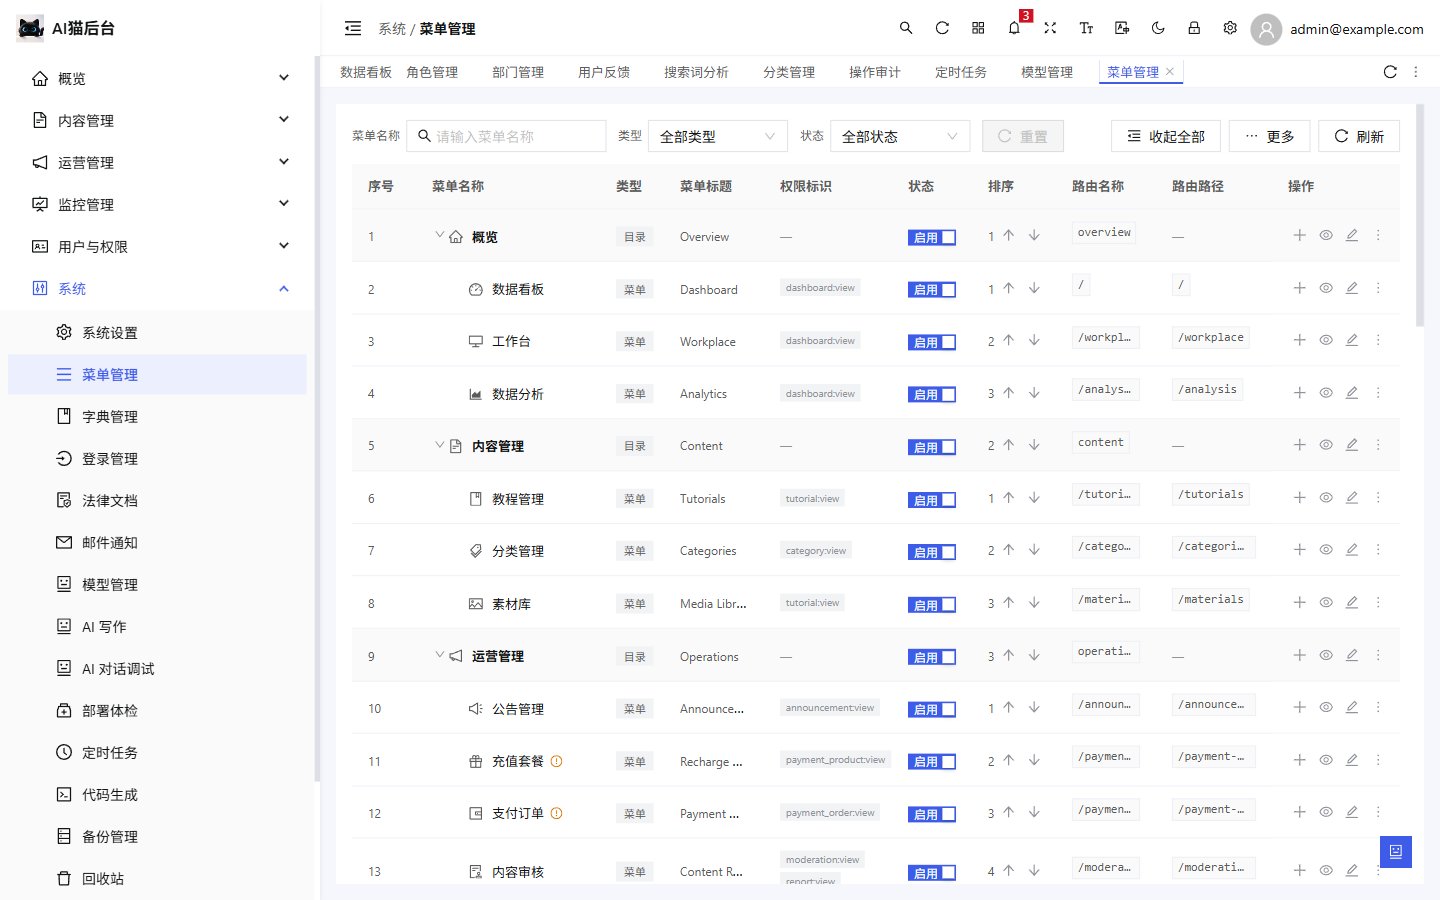 AI猫后台
系统 / 菜单管理
3
admin@example.com
概览
内容管理
运营管理
监控管理
用户与权限
系统
系统设置
菜单管理
字典管理
登录管理
法律文档
邮件通知
模型管理
AI 写作
AI 对话调试
部署体检
定时任务
代码生成
备份管理
回收站
数据看板 角色管理 部门管理 用户反馈 搜索词分析 分类管理 操作审计 定时任务 模型管理 菜单管理
菜单名称 请输入菜单名称 类型 全部类型 状态 全部状态 重置 收起全部 更多 刷新
序号 菜单名称 类型 菜单标题 权限标识 状态 排序 路由名称 路由路径 操作
1 概览 目录 Overview — 启用 1 overview —
2 数据看板 菜单 Dashboard dashboard:view 启用 1 / /
3 工作台 菜单 Workplace dashboard:view 启用 2 /workpl... /workplace
4 数据分析 菜单 Analytics dashboard:view 启用 3 /analys... /analysis
5 内容管理 目录 Content — 启用 2 content —
6 教程管理 菜单 Tutorials tutorial:view 启用 1 /tutori... /tutorials
7 分类管理 菜单 Categories category:view 启用 2 /catego... /categori...
8 素材库 菜单 Media Libr... tutorial:view 启用 3 /materi... /materials
9 运营管理 目录 Operations — 启用 3 operati... —
10 公告管理 菜单 Announce... announcement:view 启用 1 /announ... /announce...
11 充值套餐 菜单 Recharge ... payment_product:view 启用 2 /paymen... /payment-...
12 支付订单 菜单 Payment ... payment_order:view 启用 3 /paymen... /payment-...
13 内容审核 菜单 Content R... moderation:view 启用 4 /modera... /moderati...
report:view